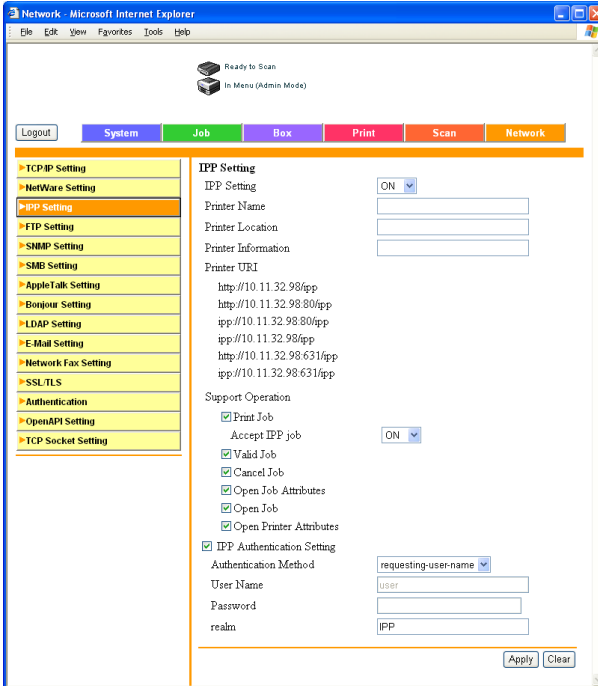 Network - Microsoft Internet Explorer
File Edit View Favorites Tools Help
Ready to Scan
In Menu (Admin Mode)
Logout System Job Box Print Scan Network
TCP/IP Setting
NetWare Setting
IPP Setting
FTP Setting
SNMP Setting
SMB Setting
AppleTalk Setting
Bonjour Setting
LDAP Setting
E-Mail Setting
Network Fax Setting
SSL/TLS
Authentication
OpenAPI Setting
TCP Socket Setting
IPP Setting
IPP Setting ON
Printer Name
Printer Location
Printer Information
Printer URI
http://10.11.32.98/ipp
http://10.11.32.98:80/ipp
ipp://10.11.32.98:80/ipp
ipp://10.11.32.98/ipp
http://10.11.32.98:631/ipp
ipp://10.11.32.98:631/ipp
Support Operation
Print Job
Accept IPP job ON
Valid Job
Cancel Job
Open Job Attributes
Open Job
Open Printer Attributes
IPP Authentication Setting
Authentication Method requesting-user-name
User Name user
Password
realm IPP
Apply Clear